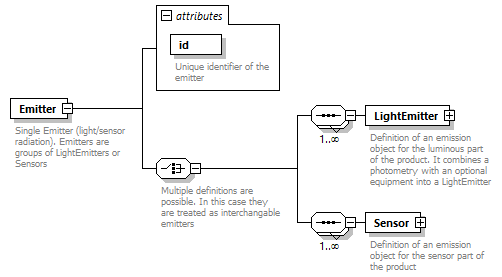 attributes
id
Unique identifier of the
emitter
Emitter
Single Emitter (light/sensor
radiation). Emitters are
groups of LightEmitters or
Sensors
Multiple definitions are
possible. In this case they
are treated as interchangable
emitters
1..∞
LightEmitter
Definition of an emission
object for the luminous part
of the product. It combines a
photometry with an optional
equipment into a LightEmitter
1..∞
Sensor
Definition of an emission
object for the sensor part of
the product